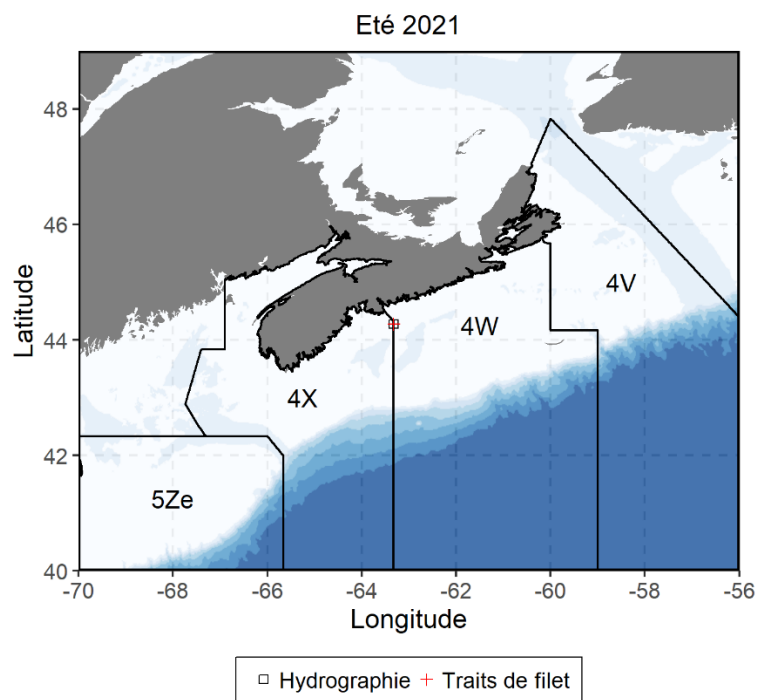 Eté 2021
Latitude
48
46
44
42
40
4V
4W
4X
5Ze
-70 -68 -66 -64 -62 -60 -58 -56
Longitude
Hydrographie Traits de filet